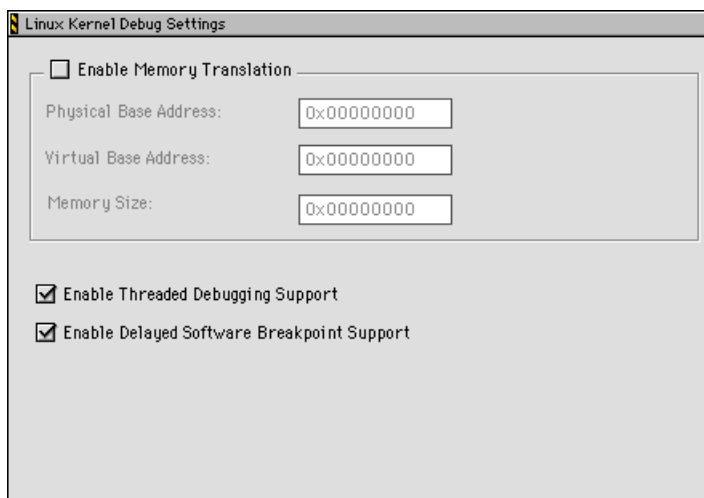 Linux Kernel Debug Settings
Enable Memory Translation
Physical Base Address: 0x00000000
Virtual Base Address: 0x00000000
Memory Size: 0x00000000
Enable Threaded Debugging Support
Enable Delayed Software Breakpoint Support